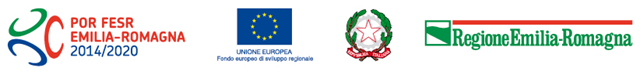 POR FESR
EMILIA-ROMAGNA
2014/2020
UNIONE EUROPEA
Fondo europeo di sviluppo regionale
RegioneEmilia-Romagna